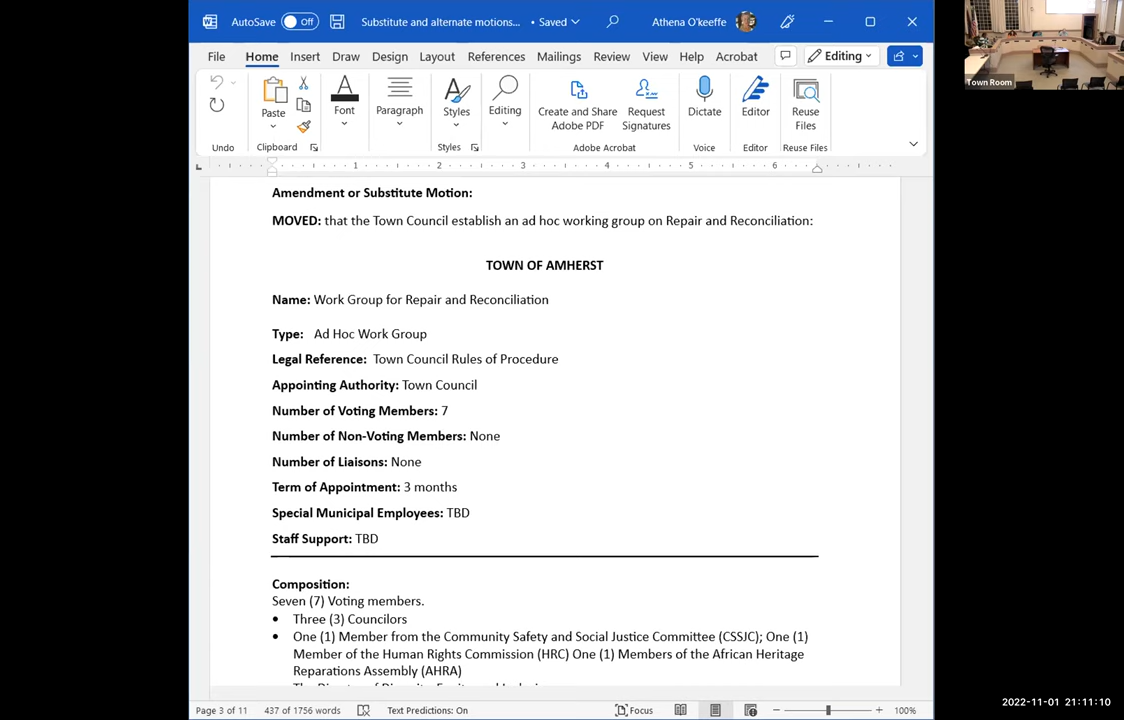 AutoSave Off Substitute and alternate motions... • Saved Athena O'keeffe
File Home Insert Draw Design Layout References Mailings Review View Help Acrobat Editing
Paste Font Paragraph Styles Editing Create and Share Adobe PDF Request Signatures Dictate Editor Reuse Files
Undo Clipboard Styles Adobe Acrobat Voice Editor Reuse Files
1 2 3 4 5 6
Amendment or Substitute Motion:
MOVED: that the Town Council establish an ad hoc working group on Repair and Reconciliation:
TOWN OF AMHERST
Name: Work Group for Repair and Reconciliation
Type: Ad Hoc Work Group
Legal Reference: Town Council Rules of Procedure
Appointing Authority: Town Council
Number of Voting Members: 7
Number of Non-Voting Members: None
Number of Liaisons: None
Term of Appointment: 3 months
Special Municipal Employees: TBD
Staff Support: TBD
Composition:
Seven (7) Voting members.
• Three (3) Councilors
• One (1) Member from the Community Safety and Social Justice Committee (CSSJC); One (1)
Member of the Human Rights Commission (HRC) One (1) Members of the African Heritage
Reparations Assembly (AHRA)
Page 3 of 11 437 of 1756 words Text Predictions: On Focus 100%
Town Room
2022-11-01 21:11:10